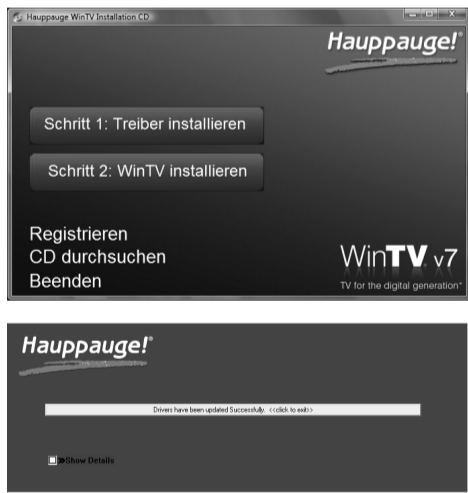 Hauppauge WinTV Installation CD
Hauppauge!®
Schritt 1: Treiber installieren
Schritt 2: WinTV installieren
Registrieren
CD durchsuchen
Beenden
WinTV v7
TV for the digital generation™
Hauppauge!®
Drivers have been updated Successfully. <<click to exit>>
»Show Details